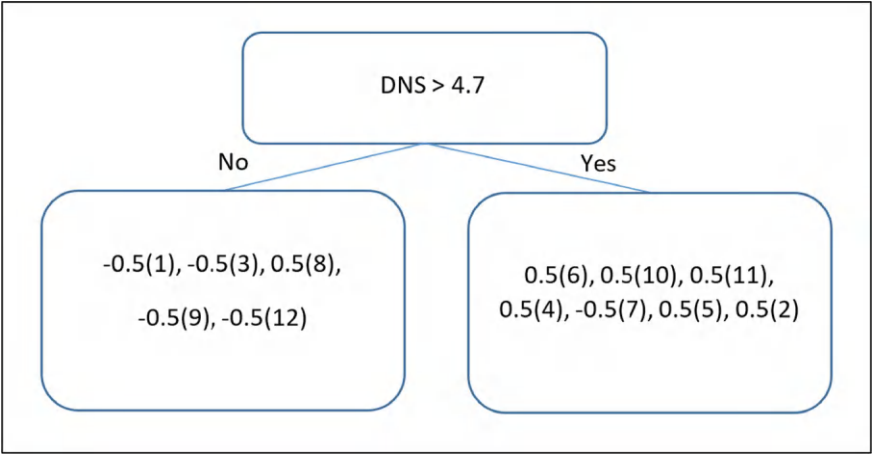 DNS > 4.7
No
Yes
-0.5(1), -0.5(3), 0.5(8),
-0.5(9), -0.5(12)
0.5(6), 0.5(10), 0.5(11),
0.5(4), -0.5(7), 0.5(5), 0.5(2)